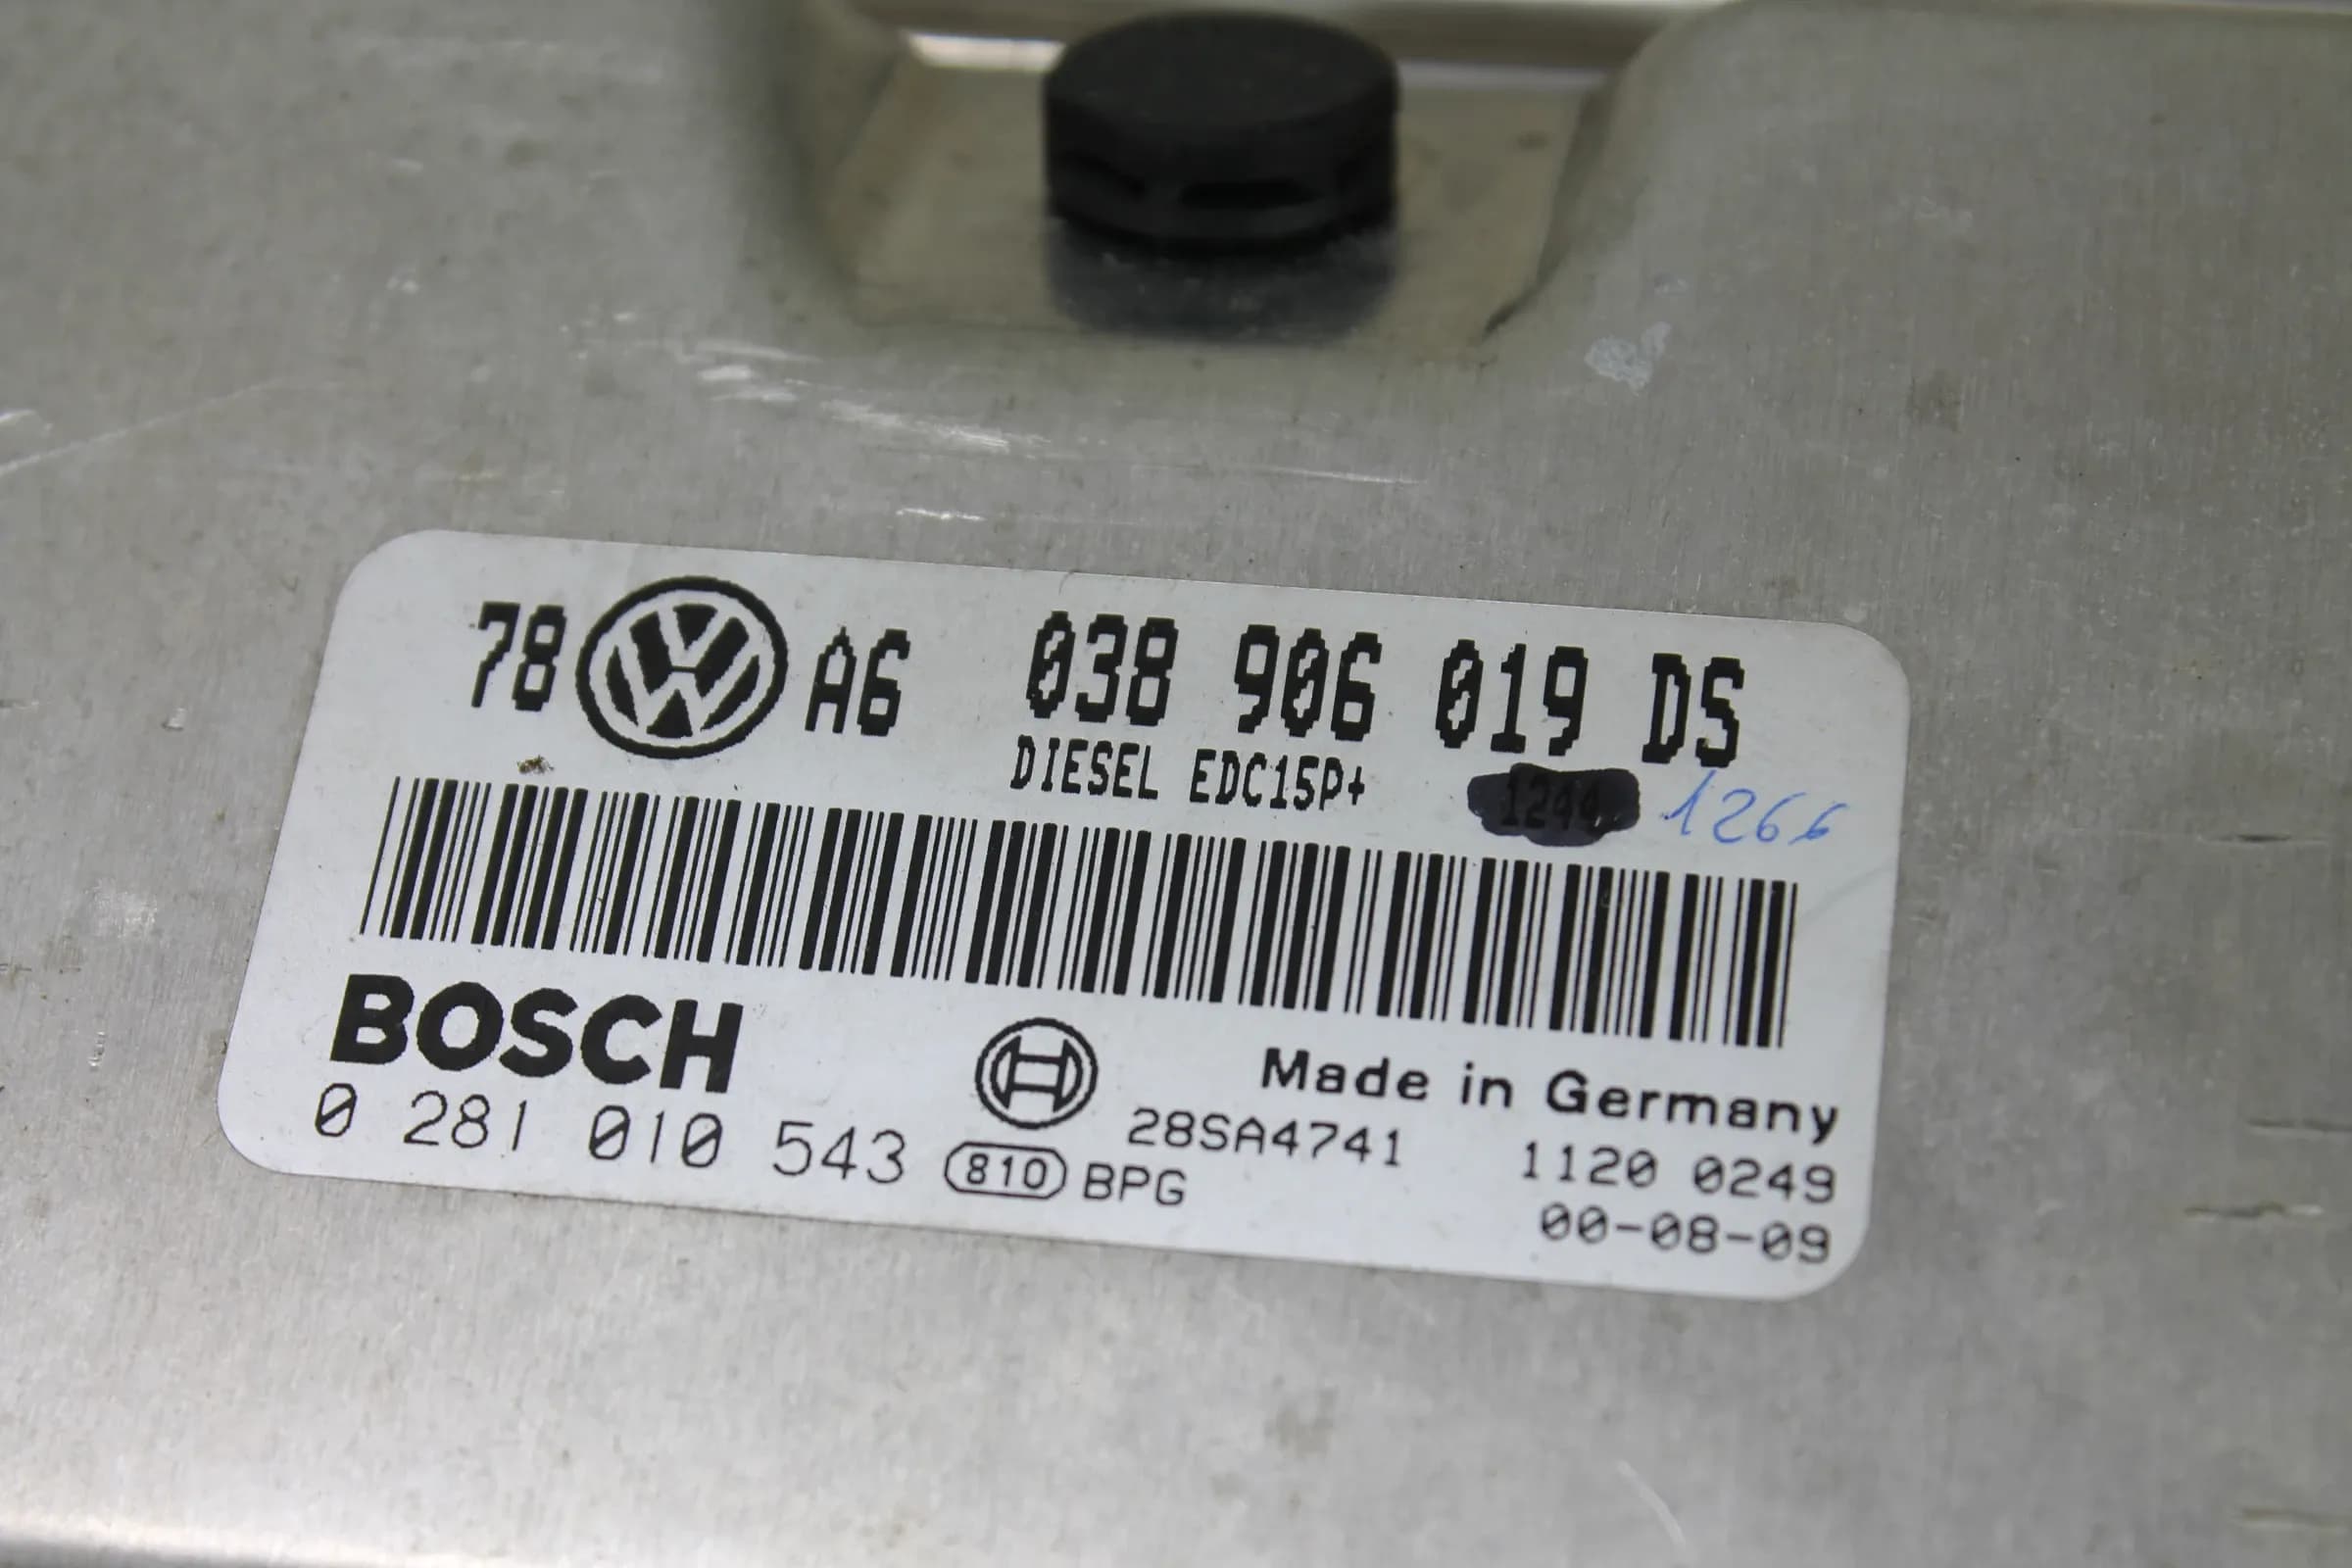 78 VW A6 038 906 019 DS
DIESEL EDC15P+ 1244 1266
BOSCH Made in Germany
0 281 010 543 28SA4741 1120 0249
810 BPG 00-08-09